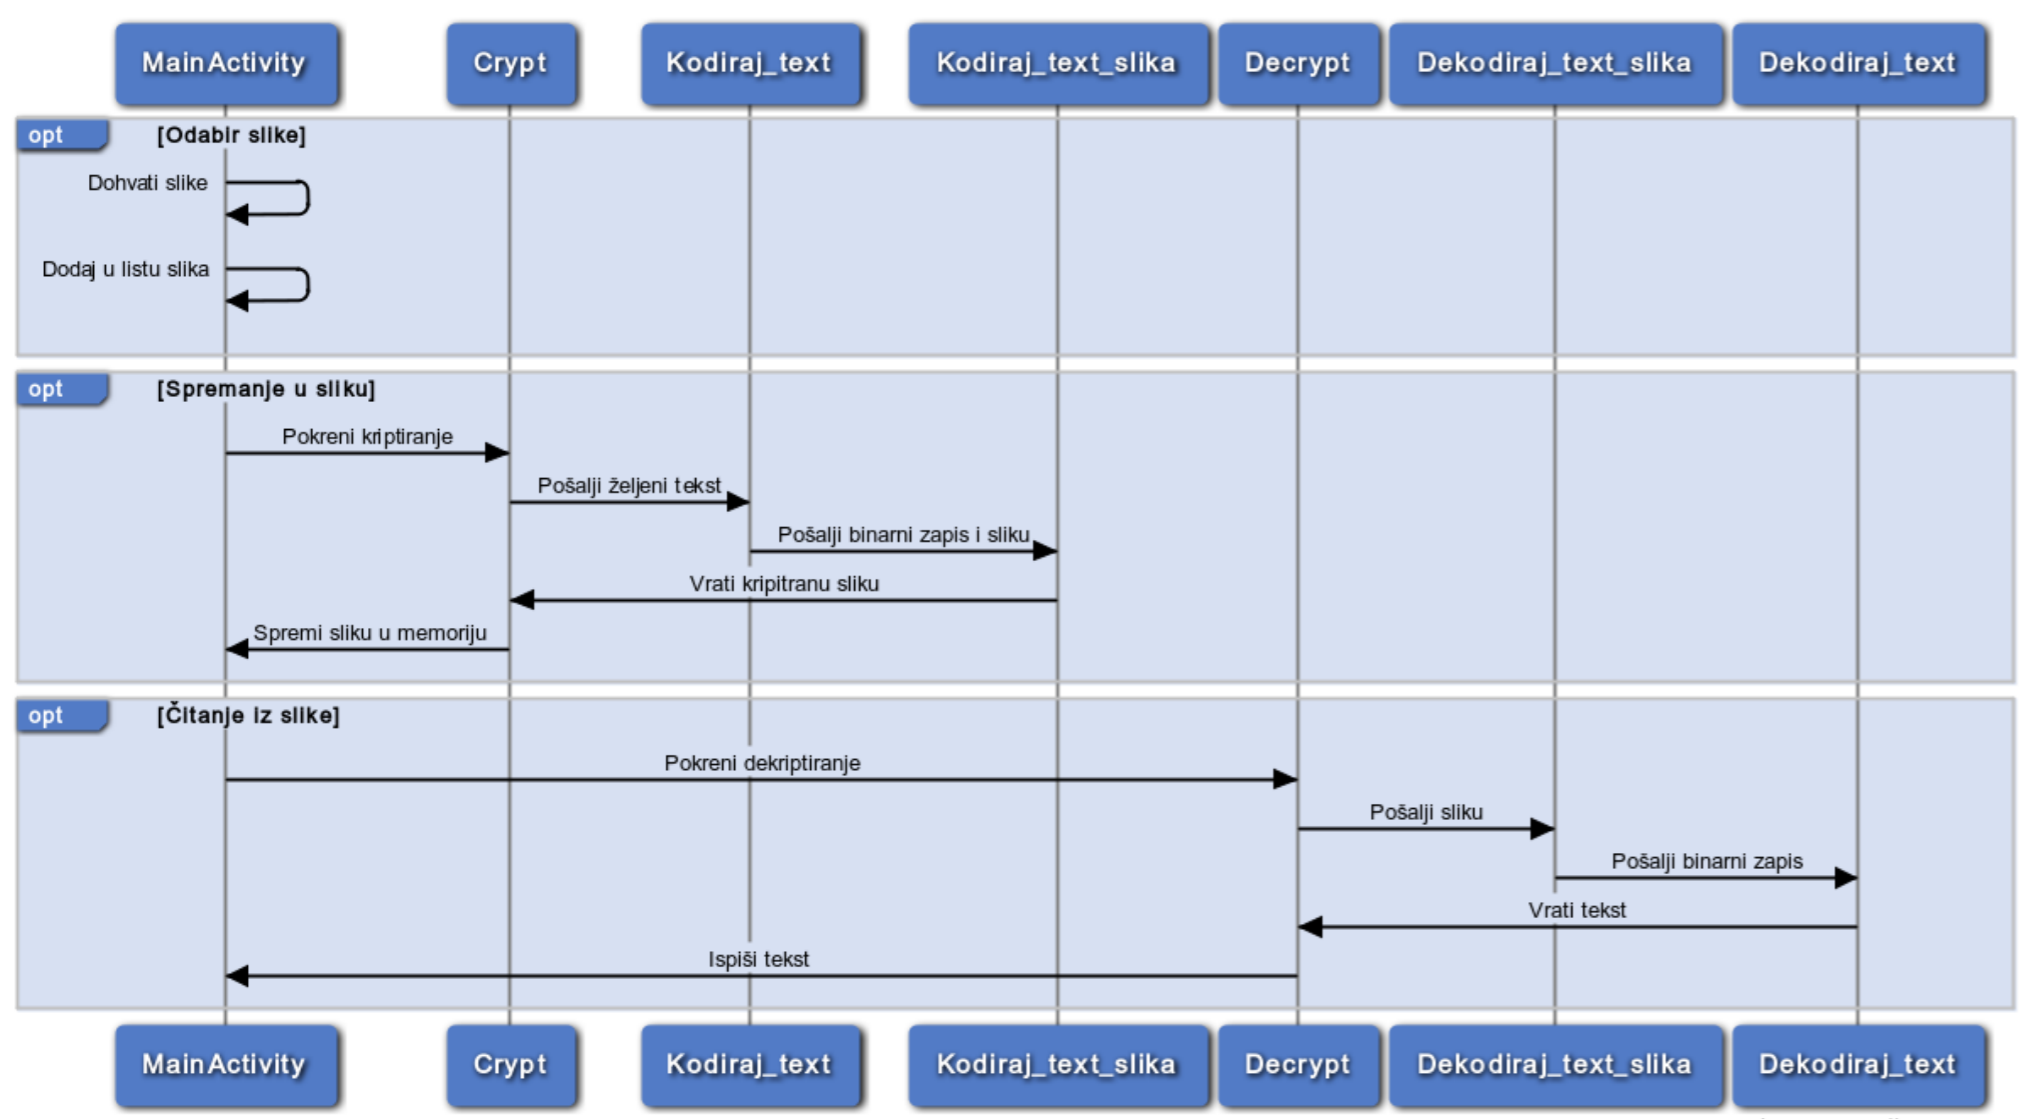 MainActivity Crypt Kodiraj_text Kodiraj_text_slika Decrypt Dekodiraj_text_slika Dekodiraj_text
opt [Odabir slike]
Dohvati slike
Dodaj u listu slika
opt [Spremanje u sliku]
Pokreni kriptiranje
Pošalji željeni tekst
Pošalji binarni zapis i sliku
Vrati kripitranu sliku
Spremi sliku u memoriju
opt [Čitanje iz slike]
Pokreni dekriptiranje
Pošalji sliku
Pošalji binarni zapis
Vrati tekst
Ispiši tekst
MainActivity Crypt Kodiraj_text Kodiraj_text_slika Decrypt Dekodiraj_text_slika Dekodiraj_text